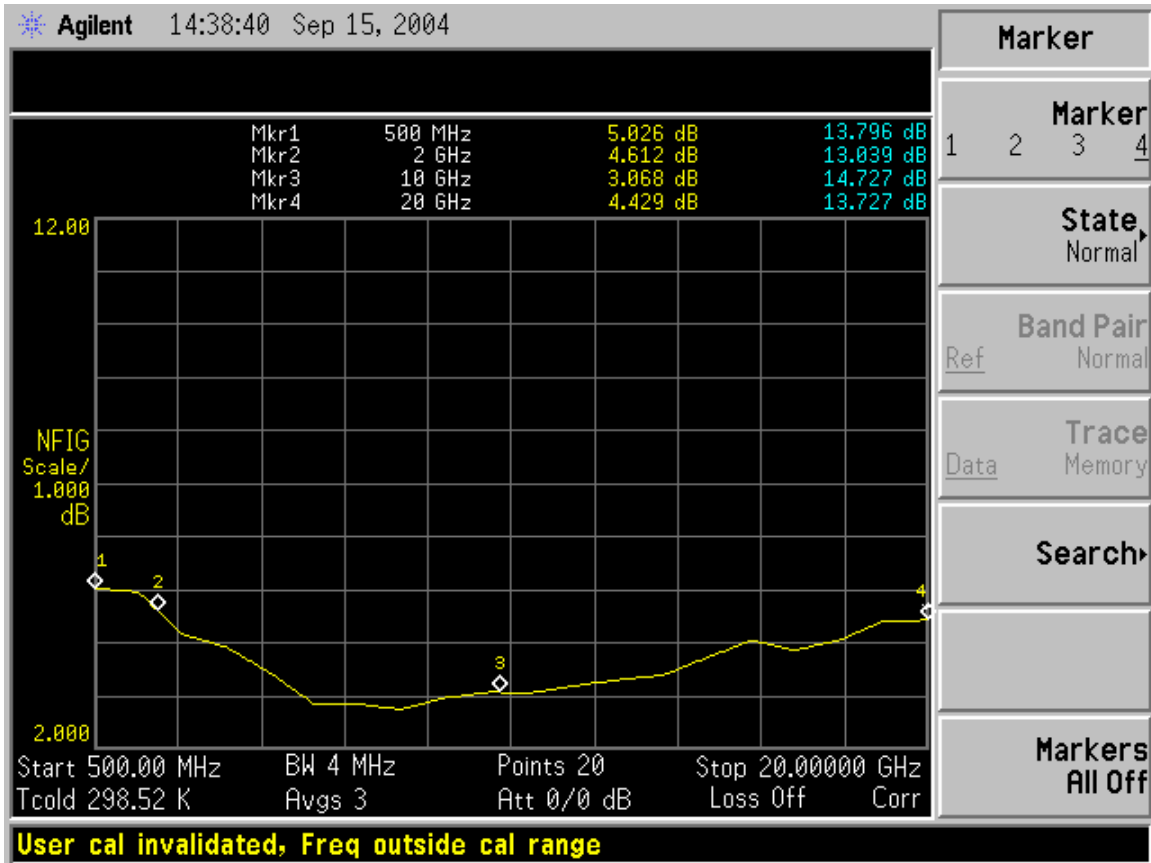 Agilent 14:38:40 Sep 15, 2004
Marker
Mkr1 500 MHz 5.026 dB 13.796 dB
Mkr2 2 GHz 4.612 dB 13.039 dB
Mkr3 10 GHz 3.068 dB 14.727 dB
Mkr4 20 GHz 4.429 dB 13.727 dB
12.00
NFIG
Scale/
1.000
dB
2.000
1
2
3
4
Start 500.00 MHz BW 4 MHz Points 20 Stop 20.00000 GHz
Tcold 298.52 K Avgs 3 Att 0/0 dB Loss Off Corr
User cal invalidated, Freq outside cal range
Marker
1 2 3 4
State
Normal
Band Pair
Ref Normal
Trace
Data Memory
Search
Markers
All Off